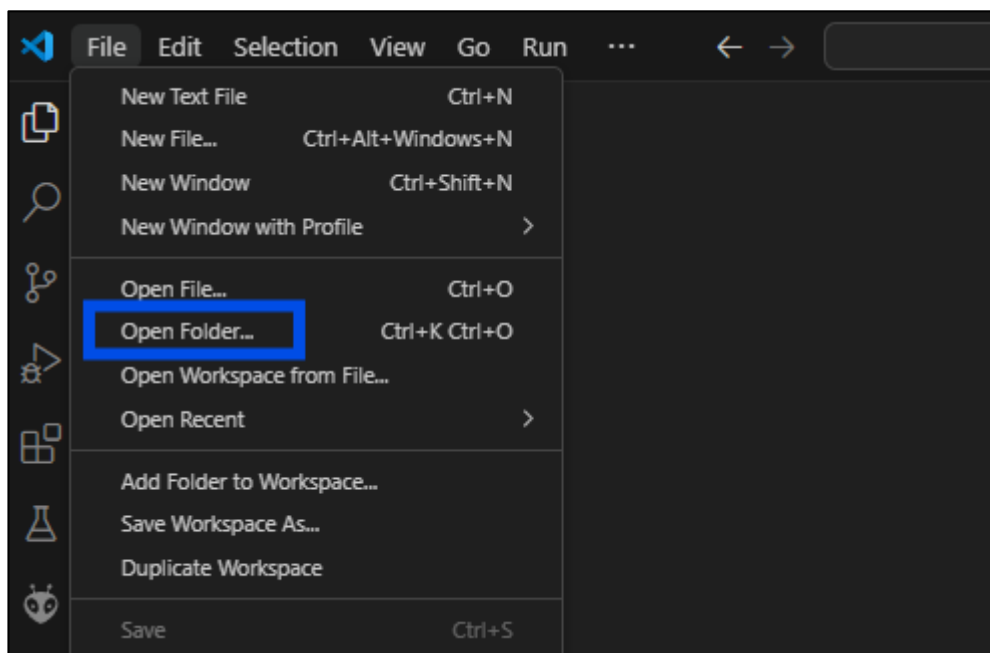 File Edit Selection View Go Run ...
New Text File Ctrl+N
New File... Ctrl+Alt+Windows+N
New Window Ctrl+Shift+N
New Window with Profile
Open File... Ctrl+O
Open Folder... Ctrl+K Ctrl+O
Open Workspace from File...
Open Recent
Add Folder to Workspace...
Save Workspace As...
Duplicate Workspace
Save Ctrl+S